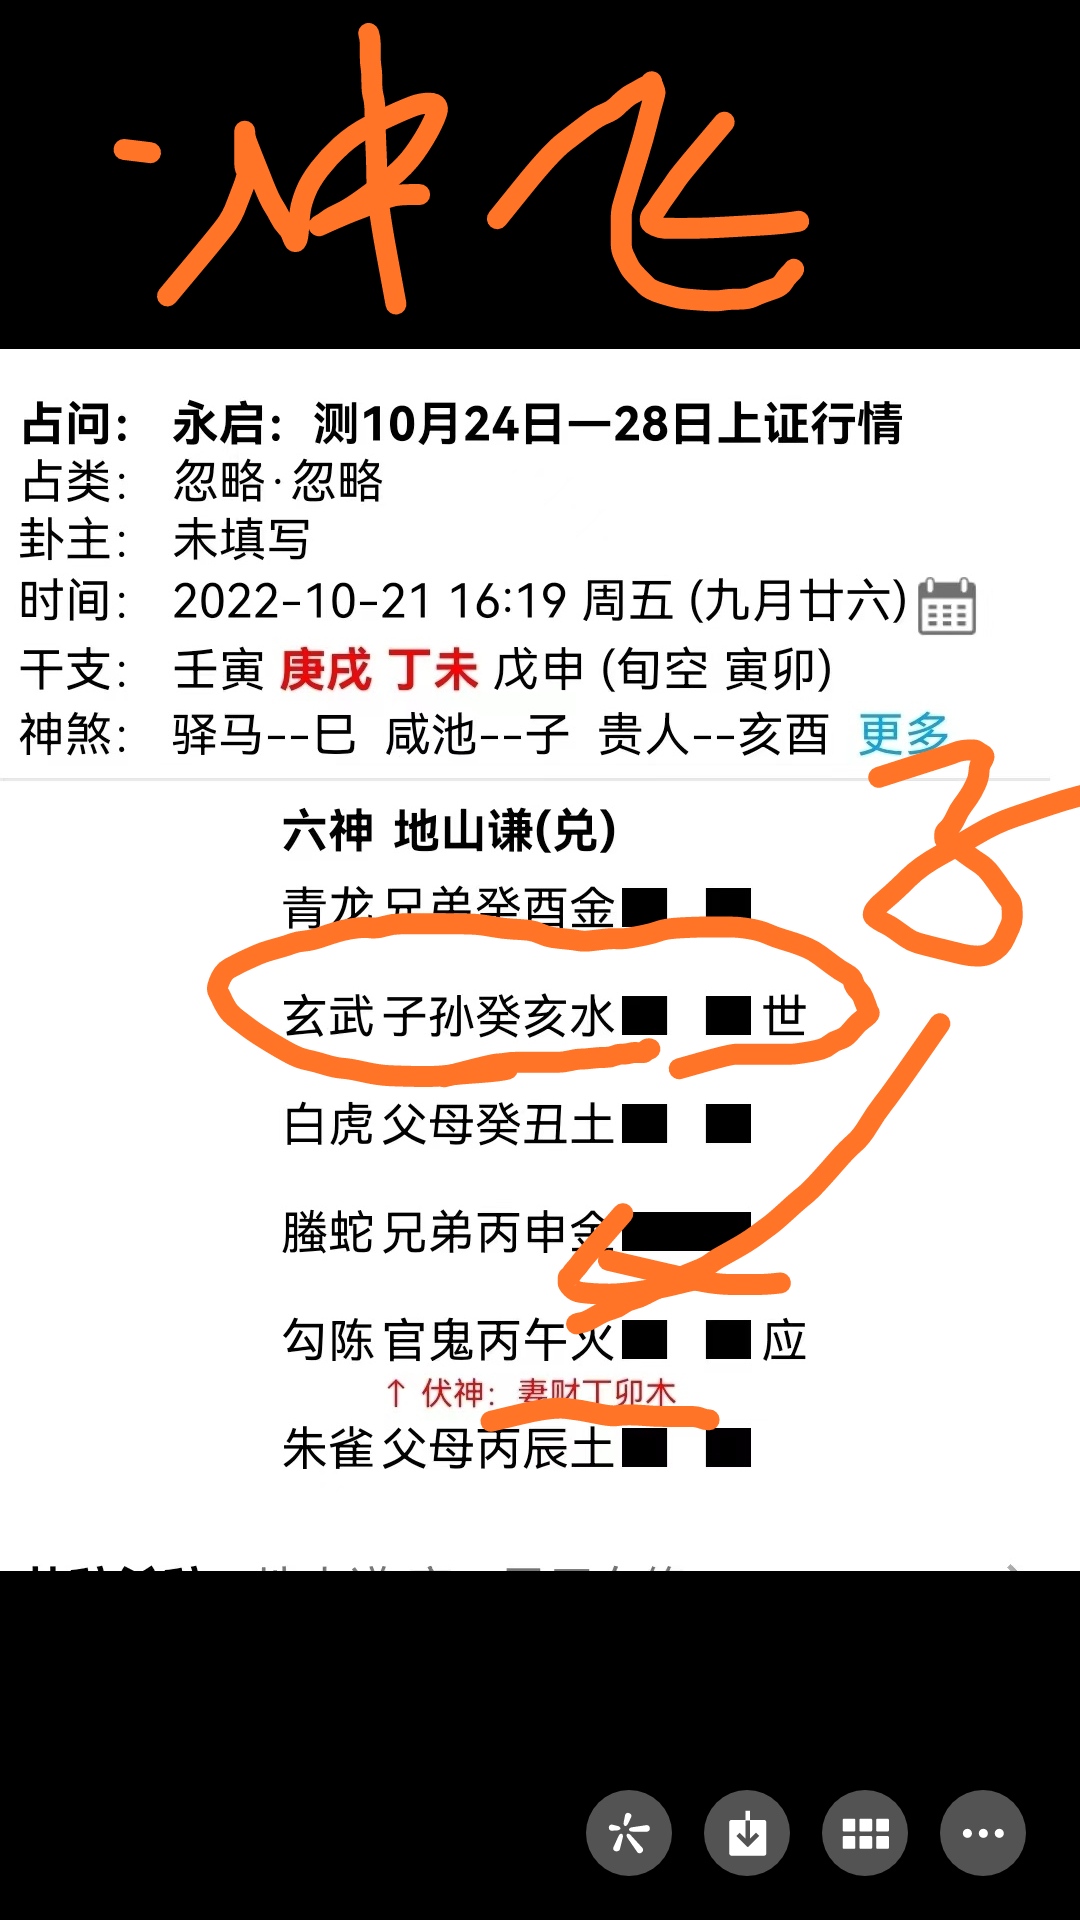 冲飞
占问: 永启：测10月24日一28日上证行情
占类: 忽略·忽略
卦主: 未填写
时间: 2022-10-21 16:19 周五 (九月廿六)
干支: 壬寅 庚戌 丁未 戊申 (旬空 寅卯)
神煞: 驿马--巳 咸池--子 贵人--亥酉 更多
六神 地山谦(兑)
青龙 兄弟癸酉金
玄武 子孙癸亥水 世
白虎 父母癸丑土
螣蛇 兄弟丙申金
勾陈 官鬼丙午火 应
↑ 伏神: 妻财丁卯木
朱雀 父母丙辰土